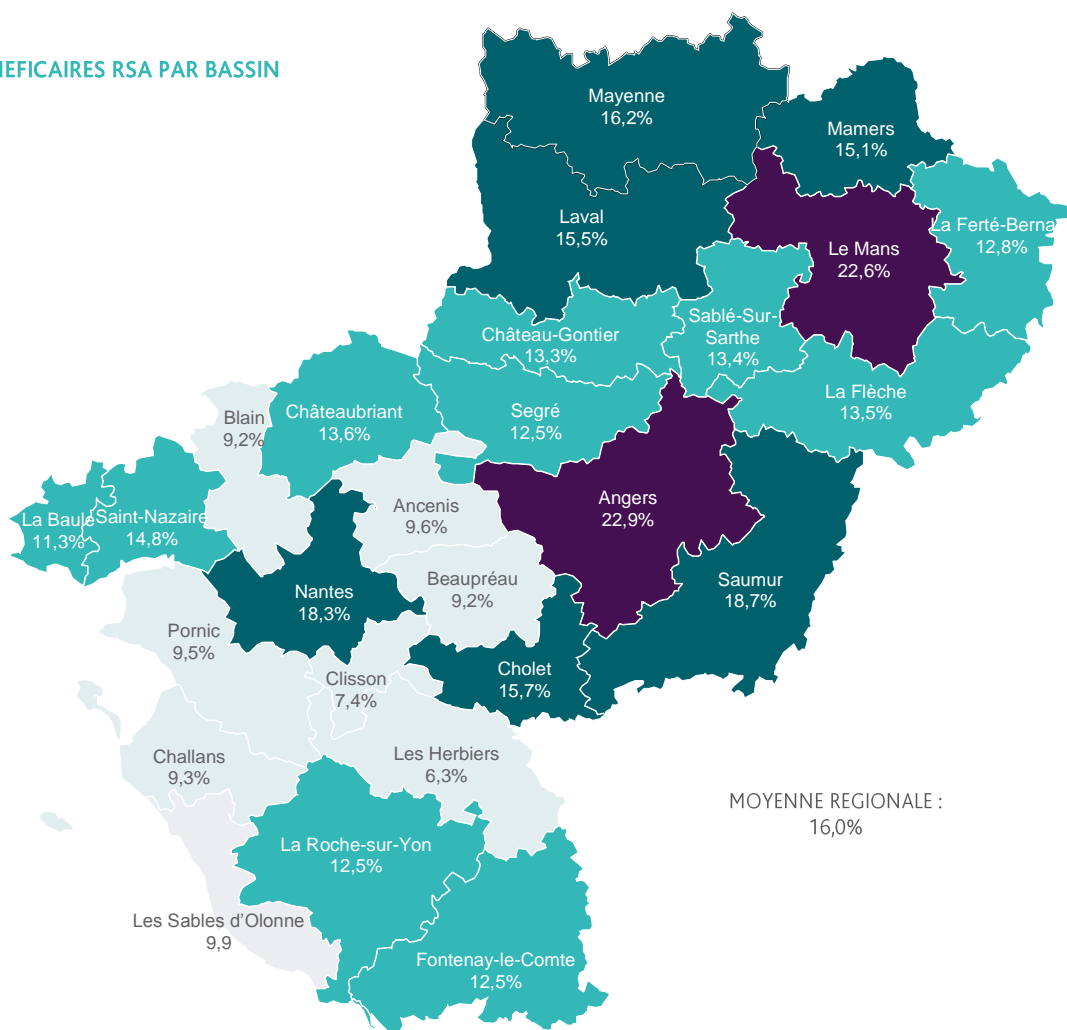 EFICAIRES RSA PAR BASSIN
Mayenne
16,2%
Mamers
15,1%
Laval
15,5%
Le Mans
22,6%
La Ferté-Berna
12,8%
Château-Gontier
13,3%
Sablé-Sur-
Sarthe
13,4%
La Flèche
13,5%
Blain
9,2%
Châteaubriant
13,6%
Segré
12,5%
Angers
22,9%
Ancenis
9,6%
La Baule
11,3%
Saint-Nazaire
14,8%
Beaupréau
9,2%
Saumur
18,7%
Nantes
18,3%
Pornic
9,5%
Clisson
7,4%
Cholet
15,7%
Challans
9,3%
Les Herbiers
6,3%
MOYENNE REGIONALE :
16,0%
La Roche-sur-Yon
12,5%
Les Sables d'Olonne
9,9
Fontenay-le-Comte
12,5%